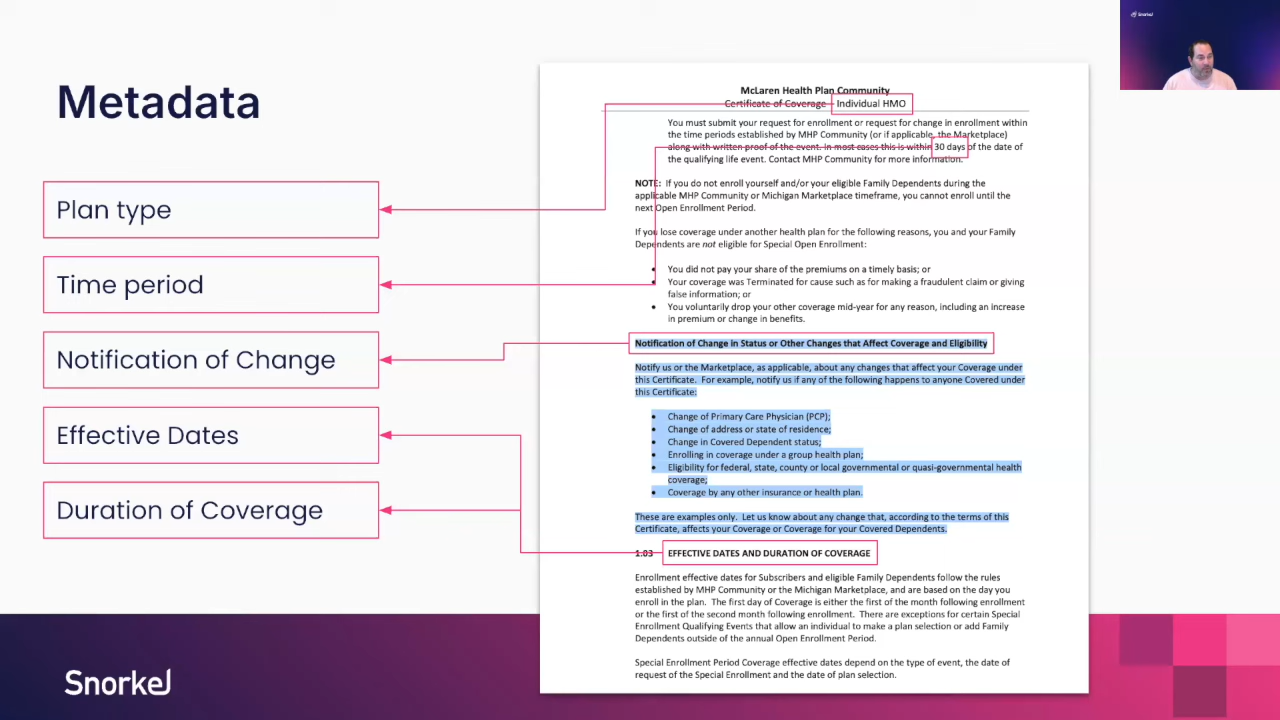 Metadata
Plan type
Time period
Notification of Change
Effective Dates
Duration of Coverage
Snorkel
McLaren Health Plan Community
Certificate of Coverage Individual HMO
You must submit your request for enrollment or request for change in enrollment within
the time periods established by MHP Community (or if applicable, the Marketplace)
along with written proof of the event. In most cases this is within 30 days of the date of
the qualifying life event. Contact MHP Community for more information.
NOTE: If you do not enroll yourself and/or your eligible Family Dependents during the
applicable MHP Community or Michigan Marketplace timeframe, you cannot enroll until the
next Open Enrollment Period.
If you lose coverage under another health plan for the following reasons, you and your Family
Dependents are not eligible for Special Open Enrollment:
• You did not pay your share of the premiums on a timely basis; or
• Your coverage was Terminated for cause such as for making a fraudulent claim or giving
false information; or
• You voluntarily drop your other coverage mid-year for any reason, including an increase
in premium or change in benefits.
Notification of Change in Status or Other Changes that Affect Coverage and Eligibility
Notify us or the Marketplace, as applicable, about any changes that affect your Coverage under
this Certificate. For example, notify us if any of the following happens to anyone Covered under
this Certificate:
• Change of Primary Care Physician (PCP);
• Change of address or state of residence;
• Change in Covered Dependent status;
• Enrolling in coverage under a group health plan;
• Eligibility for federal, state, county or local governmental or quasi-governmental health
coverage;
• Coverage by any other insurance or health plan.
These are examples only. Let us know about any change that, according to the terms of this
Certificate, affects your Coverage or Coverage for your Covered Dependents.
1.03 EFFECTIVE DATES AND DURATION OF COVERAGE
Enrollment effective dates for Subscribers and eligible Family Dependents follow the rules
established by MHP Community or the Michigan Marketplace, and are based on the day you
enroll in the plan. The first day of Coverage is either the first of the month following enrollment
or the first of the second month following enrollment. There are exceptions for certain Special
Enrollment Qualifying Events that allow an individual to make a plan selection or add Family
Dependents outside of the annual Open Enrollment Period.
Special Enrollment Period Coverage effective dates depend on the type of event, the date of
request of the Special Enrollment and the date of plan selection.
Snorkel